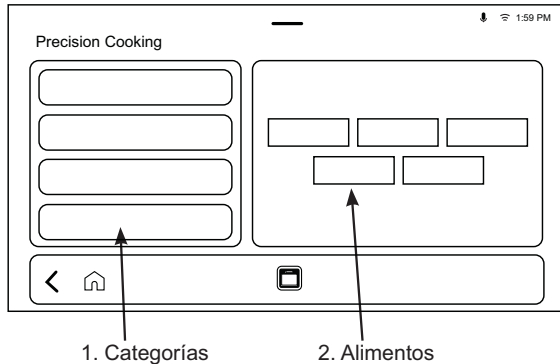 1:59 PM
Precision Cooking
1. Categorías
2. Alimentos